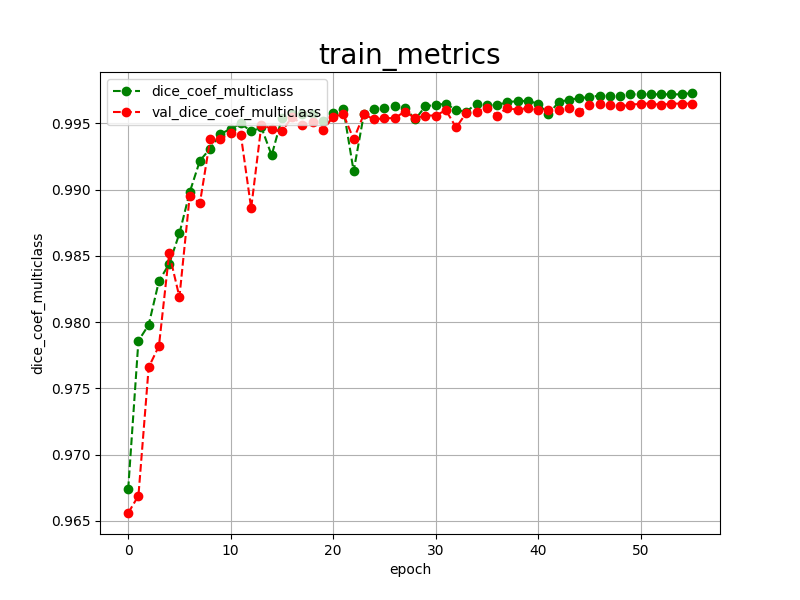 train_metrics
dice_coef_multiclass
val_dice_coef_multiclass
dice_coef_multiclass
0.995
0.990
0.985
0.980
0.975
0.970
0.965
0 10 20 30 40 50
epoch